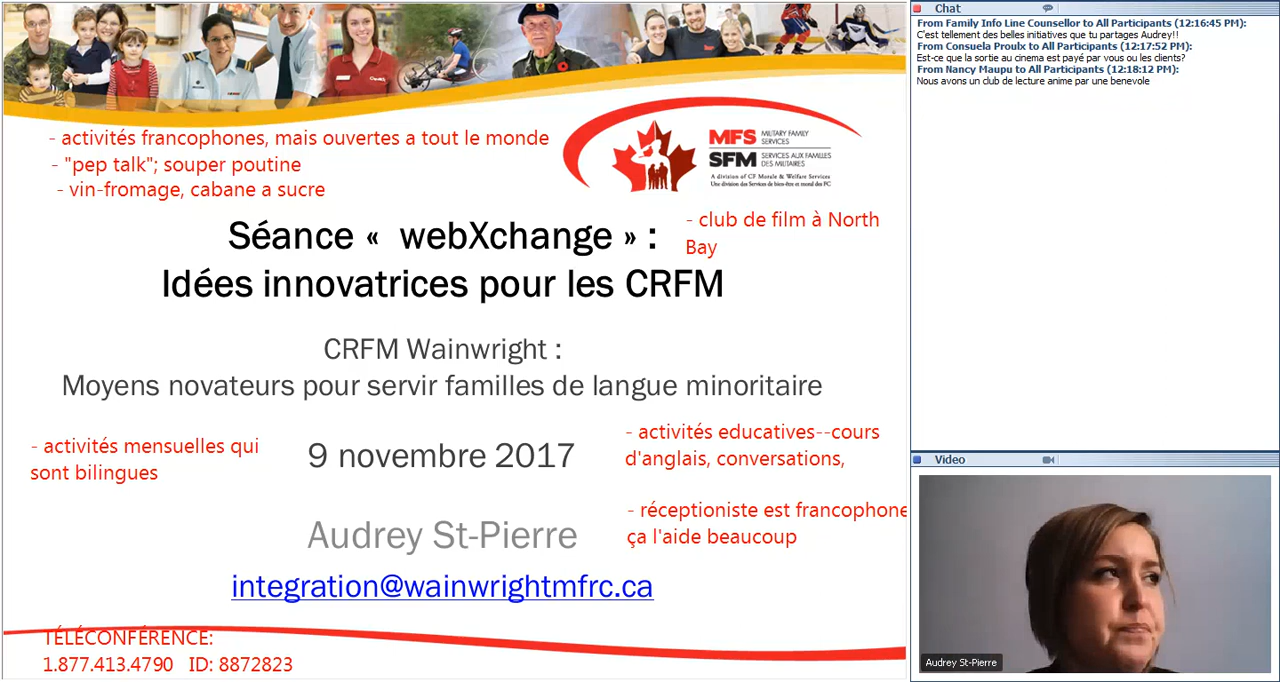 - activités francophones, mais ouvertes a tout le monde
- "pep talk"; souper poutine
- vin-fromage, cabane a sucre
MFS MILITARY FAMILY SERVICES
SFM SERVICES AUX FAMILLES DES MILITAIRES
A division of CF Morale & Welfare Services
Une division des Services de bien-être et moral des FC
- club de film à North
Bay
Séance « webXchange » :
Idées innovatrices pour les CRFM
CRFM Wainwright :
Moyens novateurs pour servir familles de langue minoritaire
- activités mensuelles qui
sont bilingues
9 novembre 2017
- activités educatives--cours
d'anglais, conversations,
- réceptioniste est francophone
ça l'aide beaucoup
Audrey St-Pierre
integration@wainwrightmfrc.ca
TÉLÉCONFÉRENCE:
1.877.413.4790 ID: 8872823
Chat
From Family Info Line Counsellor to All Participants (12:16:45 PM):
C'est tellement des belles initiatives que tu partages Audrey!!
From Consuela Proulx to All Participants (12:17:52 PM):
Est-ce que la sortie au cinema est payé par vous ou les clients?
From Nancy Maupu to All Participants (12:18:12 PM):
Nous avons un club de lecture anime par une benevole
Video
Audrey St-Pierre